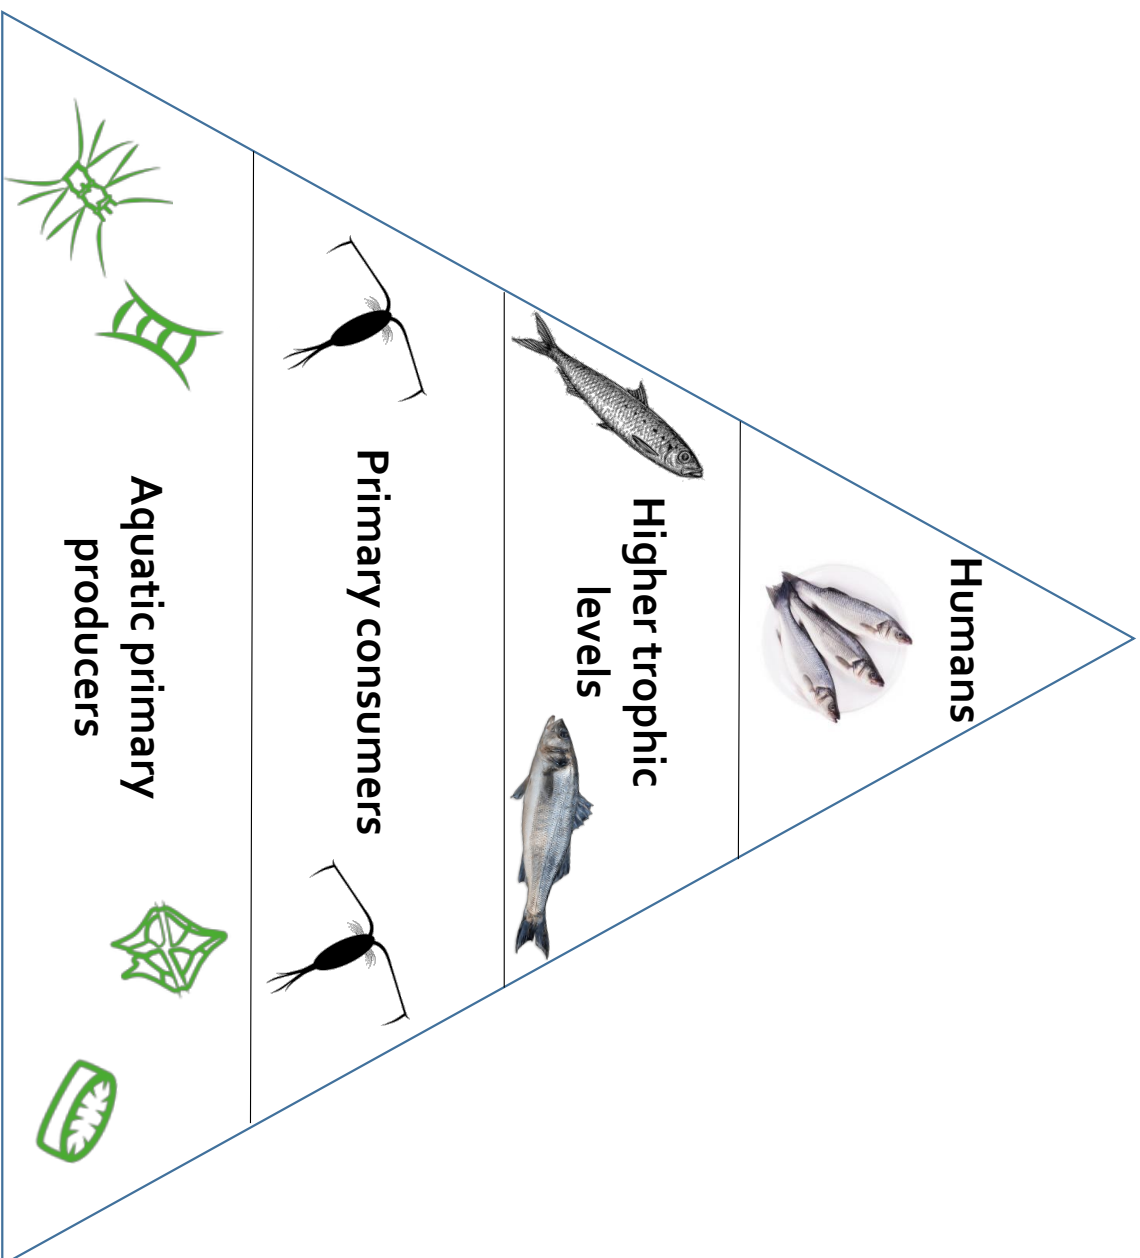 Humans
Higher trophic
levels
Primary consumers
Aquatic primary
producers